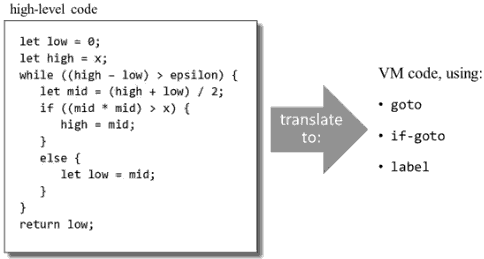 high-level code
let low = 0;
let high = x;
while ((high – low) > epsilon) {
let mid = (high + low) / 2;
if ((mid * mid) > x) {
high = mid;
}
else {
let low = mid;
}
}
return low;
translate
to:
VM code, using:
• goto
• if-goto
• label